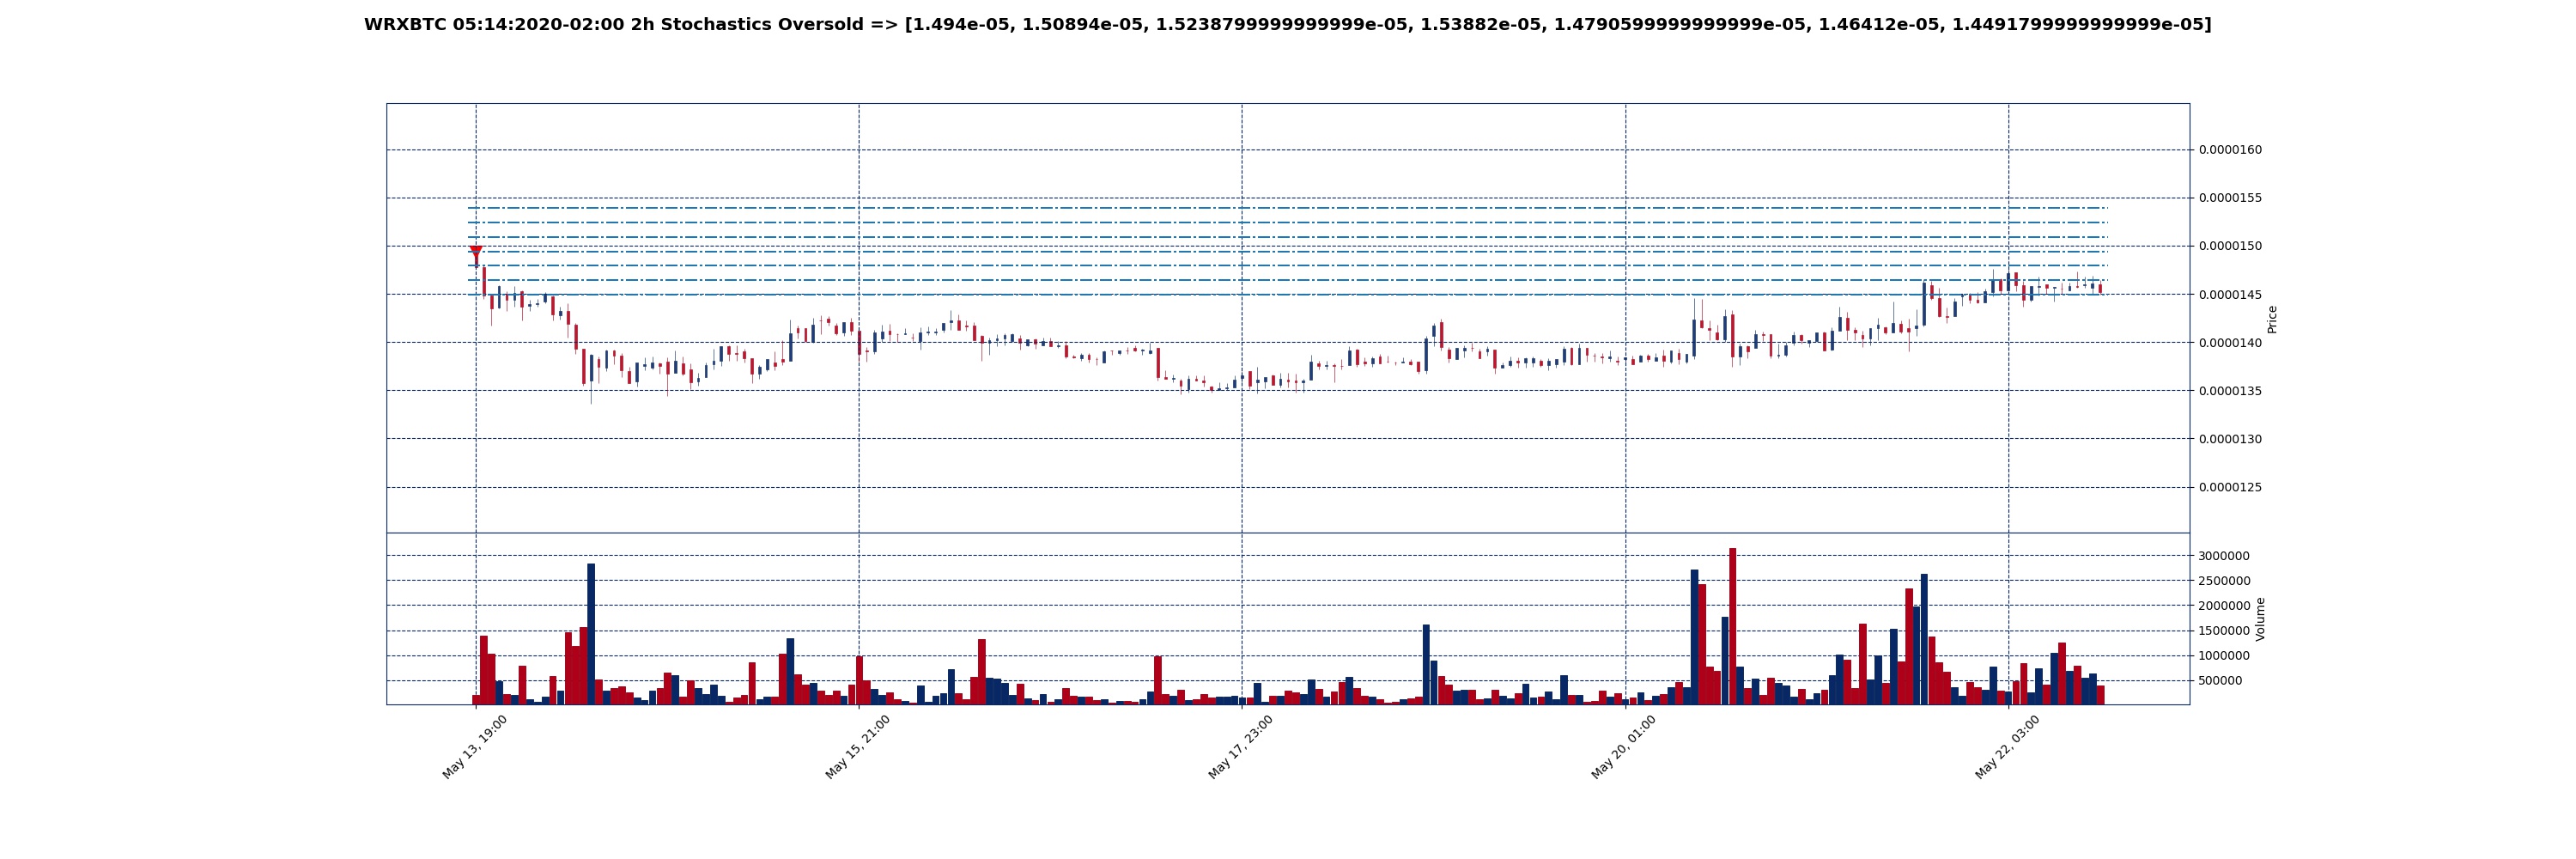 WRXBTC 05:14:2020-02:00 2h Stochastics Oversold => [1.494e-05, 1.50894e-05, 1.5238799999999999e-05, 1.53882e-05, 1.4790599999999999e-05, 1.46412e-05, 1.4491799999999999e-05]
0.0000160
0.0000155
0.0000150
0.0000145
0.0000140
0.0000135
0.0000130
0.0000125
Price
3000000
2500000
2000000
1500000
1000000
500000
Volume
May 13, 19:00
May 15, 21:00
May 17, 23:00
May 20, 01:00
May 22, 03:00